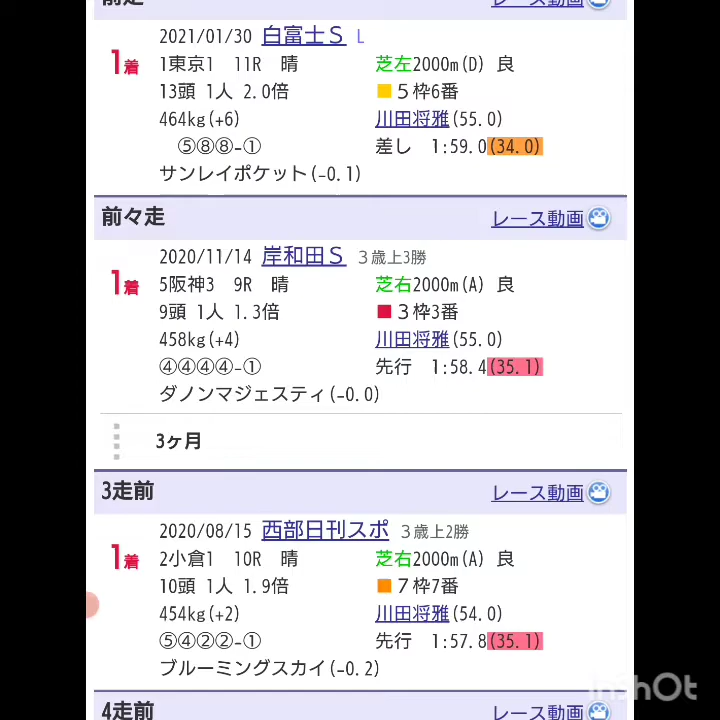 前走
レース動画
2021/01/30 白富士S L
1着
1東京1 11R 晴 芝左2000m(D) 良
13頭 1人 2.0倍 5枠6番
464kg(+6) 川田将雅(55.0)
⑤⑧⑧-① 差し 1:59.0(34.0)
サンレイポケット(-0.1)
前々走 レース動画
2020/11/14 岸和田S 3歳上3勝
1着
5阪神3 9R 晴 芝右2000m(A) 良
9頭 1人 1.3倍 3枠3番
458kg(+4) 川田将雅(55.0)
④④④④-① 先行 1:58.4(35.1)
ダノンマジェスティ(-0.0)
3ヶ月
3走前 レース動画
2020/08/15 西部日刊スポ 3歳上2勝
1着
2小倉1 10R 晴 芝右2000m(A) 良
10頭 1人 1.9倍 7枠7番
454kg(+2) 川田将雅(54.0)
⑤④②②-① 先行 1:57.8(35.1)
ブルーミングスカイ(-0.2)
InShOt
4走前 レース動画